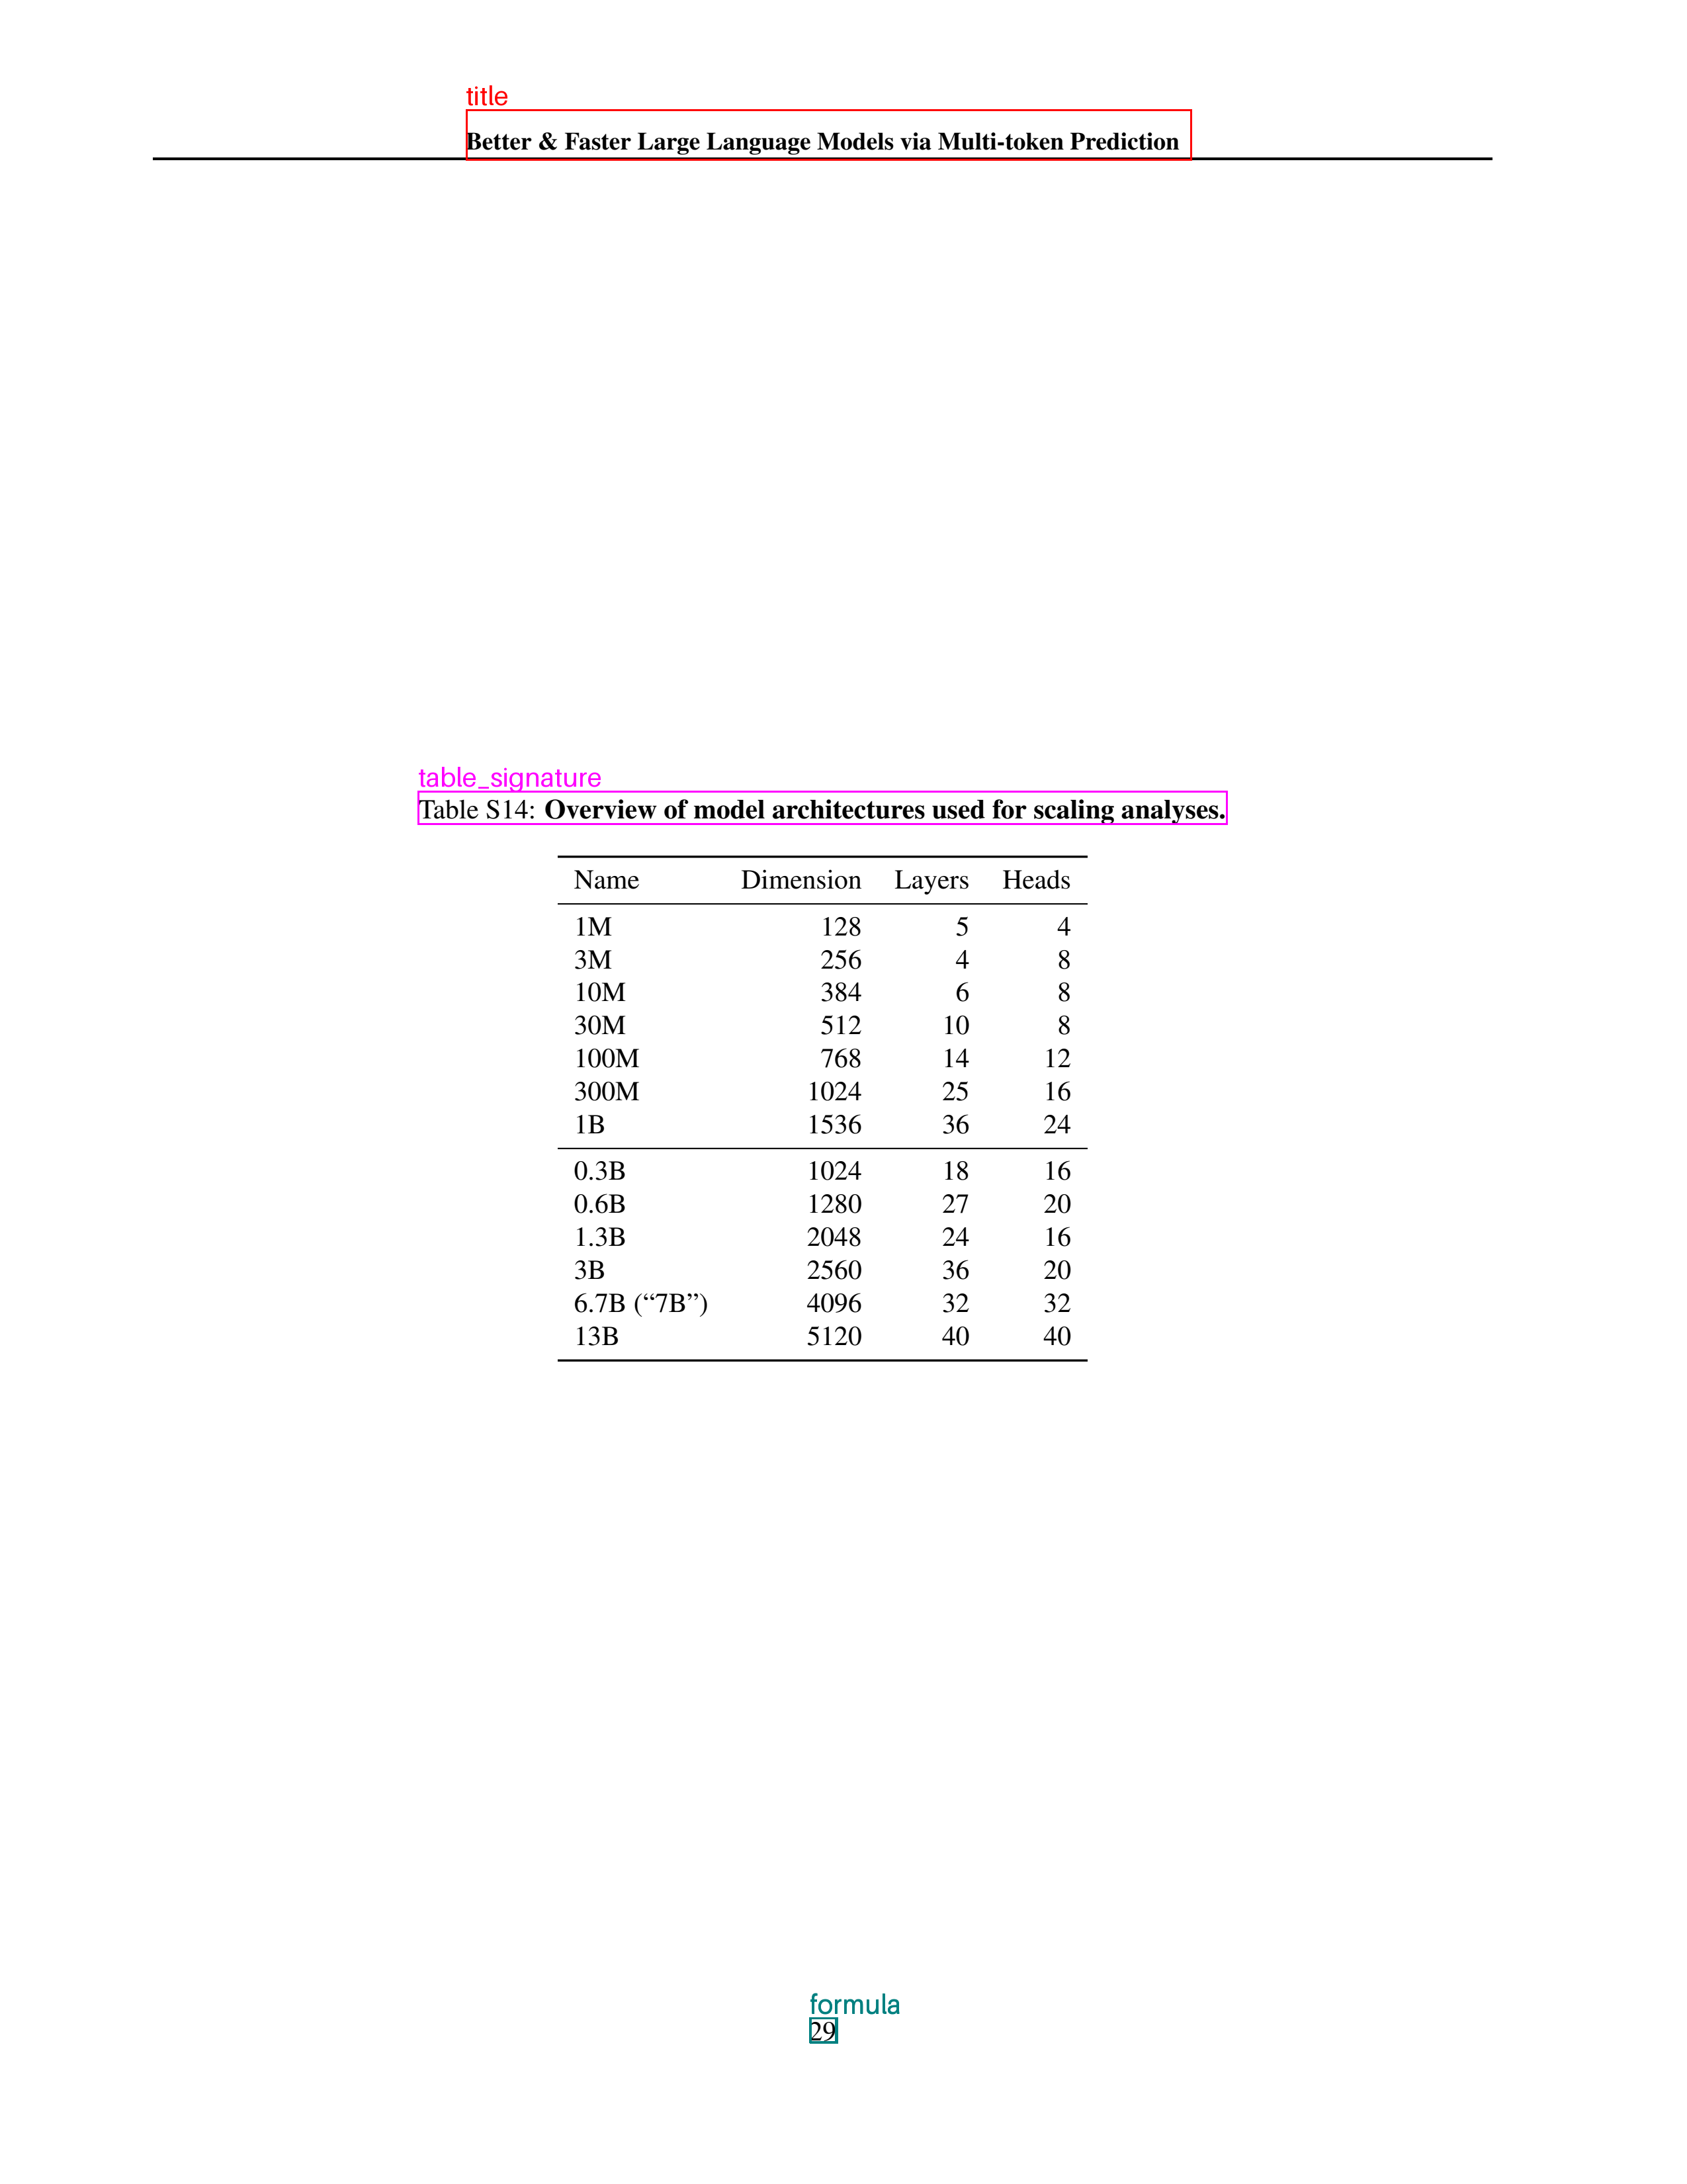 title
Better & Faster Large Language Models via Multi-token Prediction
table_signature
Table S14: Overview of model architectures used for scaling analyses.
Name Dimension Layers Heads
1M 128 5 4
3M 256 4 8
10M 384 6 8
30M 512 10 8
100M 768 14 12
300M 1024 25 16
1B 1536 36 24
0.3B 1024 18 16
0.6B 1280 27 20
1.3B 2048 24 16
3B 2560 36 20
6.7B (“7B”) 4096 32 32
13B 5120 40 40
formula
29